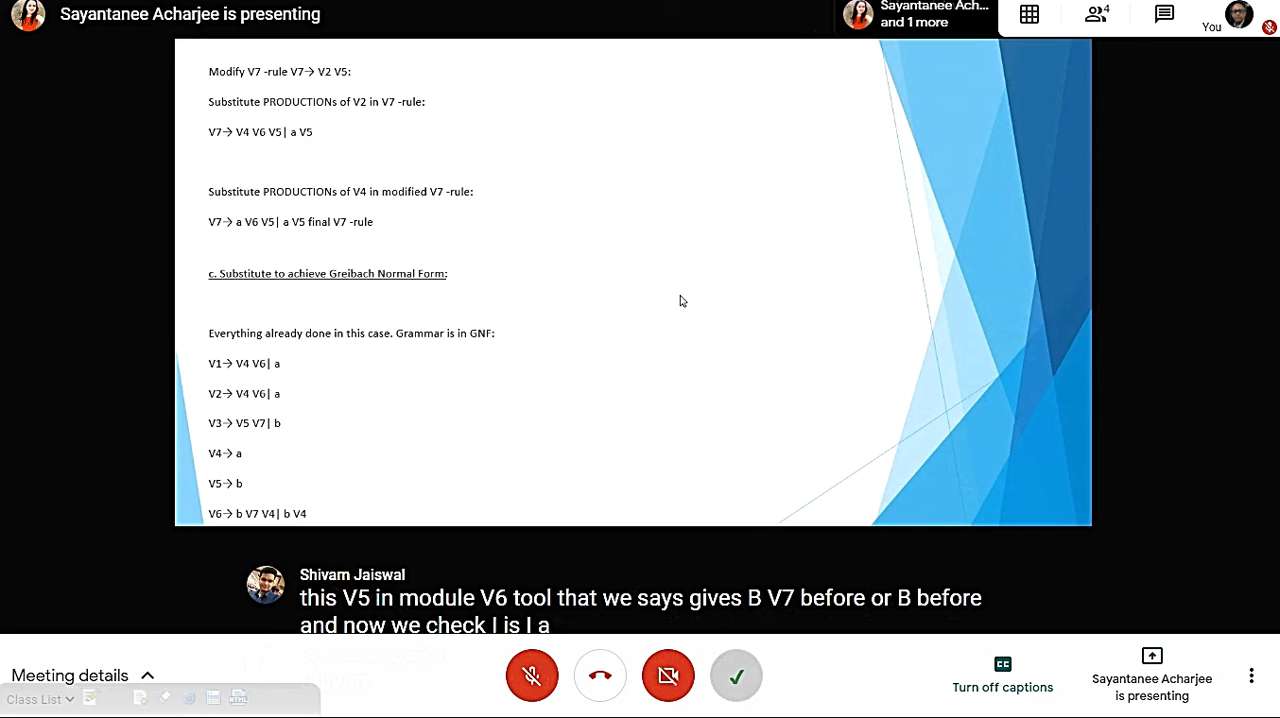 Sayantanee Acharjee is presenting
Sayantanee Ach...
and 1 more
4
You
Modify V7 -rule V7→ V2 V5:
Substitute PRODUCTIONs of V2 in V7 -rule:
V7→ V4 V6 V5| a V5
Substitute PRODUCTIONs of V4 in modified V7 -rule:
V7→ a V6 V5| a V5 final V7 -rule
c. Substitute to achieve Greibach Normal Form:
Everything already done in this case. Grammar is in GNF:
V1→ V4 V6| a
V2→ V4 V6| a
V3→ V5 V7| b
V4→ a
V5→ b
V6→ b V7 V4| b V4
Shivam Jaiswal
this V5 in module V6 tool that we says gives B V7 before or B before
and now we check I is I a
Meeting details
Class List
CC
Turn off captions
Sayantanee Acharjee
is presenting